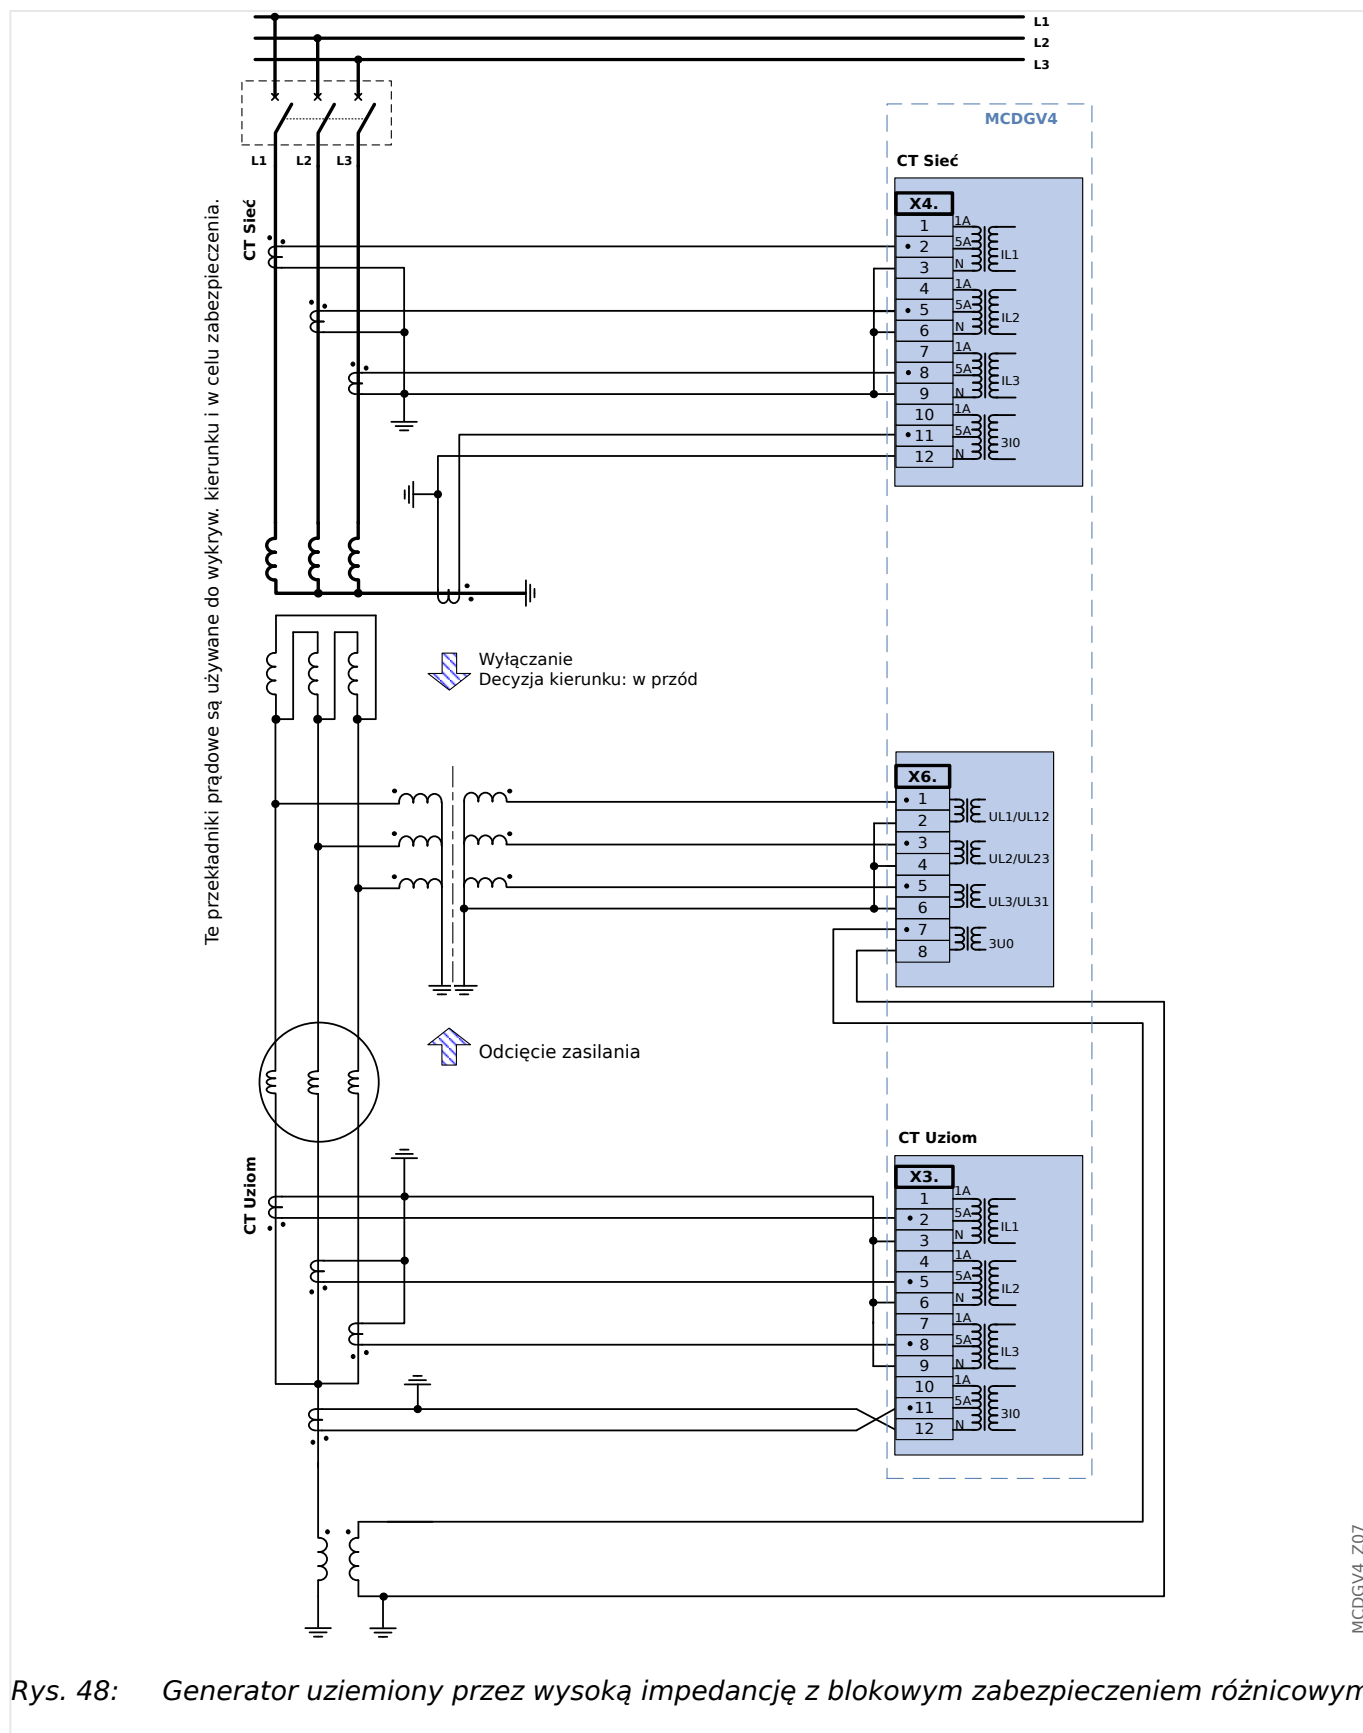 L1
L2
L3
MCDGV4
L1 L2 L3
CT Sieć
CT Sieć
Te przekładniki prądowe są używane do wykryw. kierunku i w celu zabezpieczenia.
X4.
1 1A
2 5A IL1
3 N
4 1A
5 5A IL2
6 N
7 1A
8 5A IL3
9 N
10 1A
11 5A 3I0
12 N
Wyłączanie
Decyzja kierunku: w przód
X6.
1 UL1/UL12
2
3 UL2/UL23
4
5 UL3/UL31
6
7 3U0
8
Odcięcie zasilania
CT Uziom
CT Uziom
X3.
1 1A
2 5A IL1
3 N
4 1A
5 5A IL2
6 N
7 1A
8 5A IL3
9 N
10 1A
11 5A 3I0
12 N
MCDGV4_Z07
Rys. 48: Generator uziemiony przez wysoką impedancję z blokowym zabezpieczeniem różnicowym